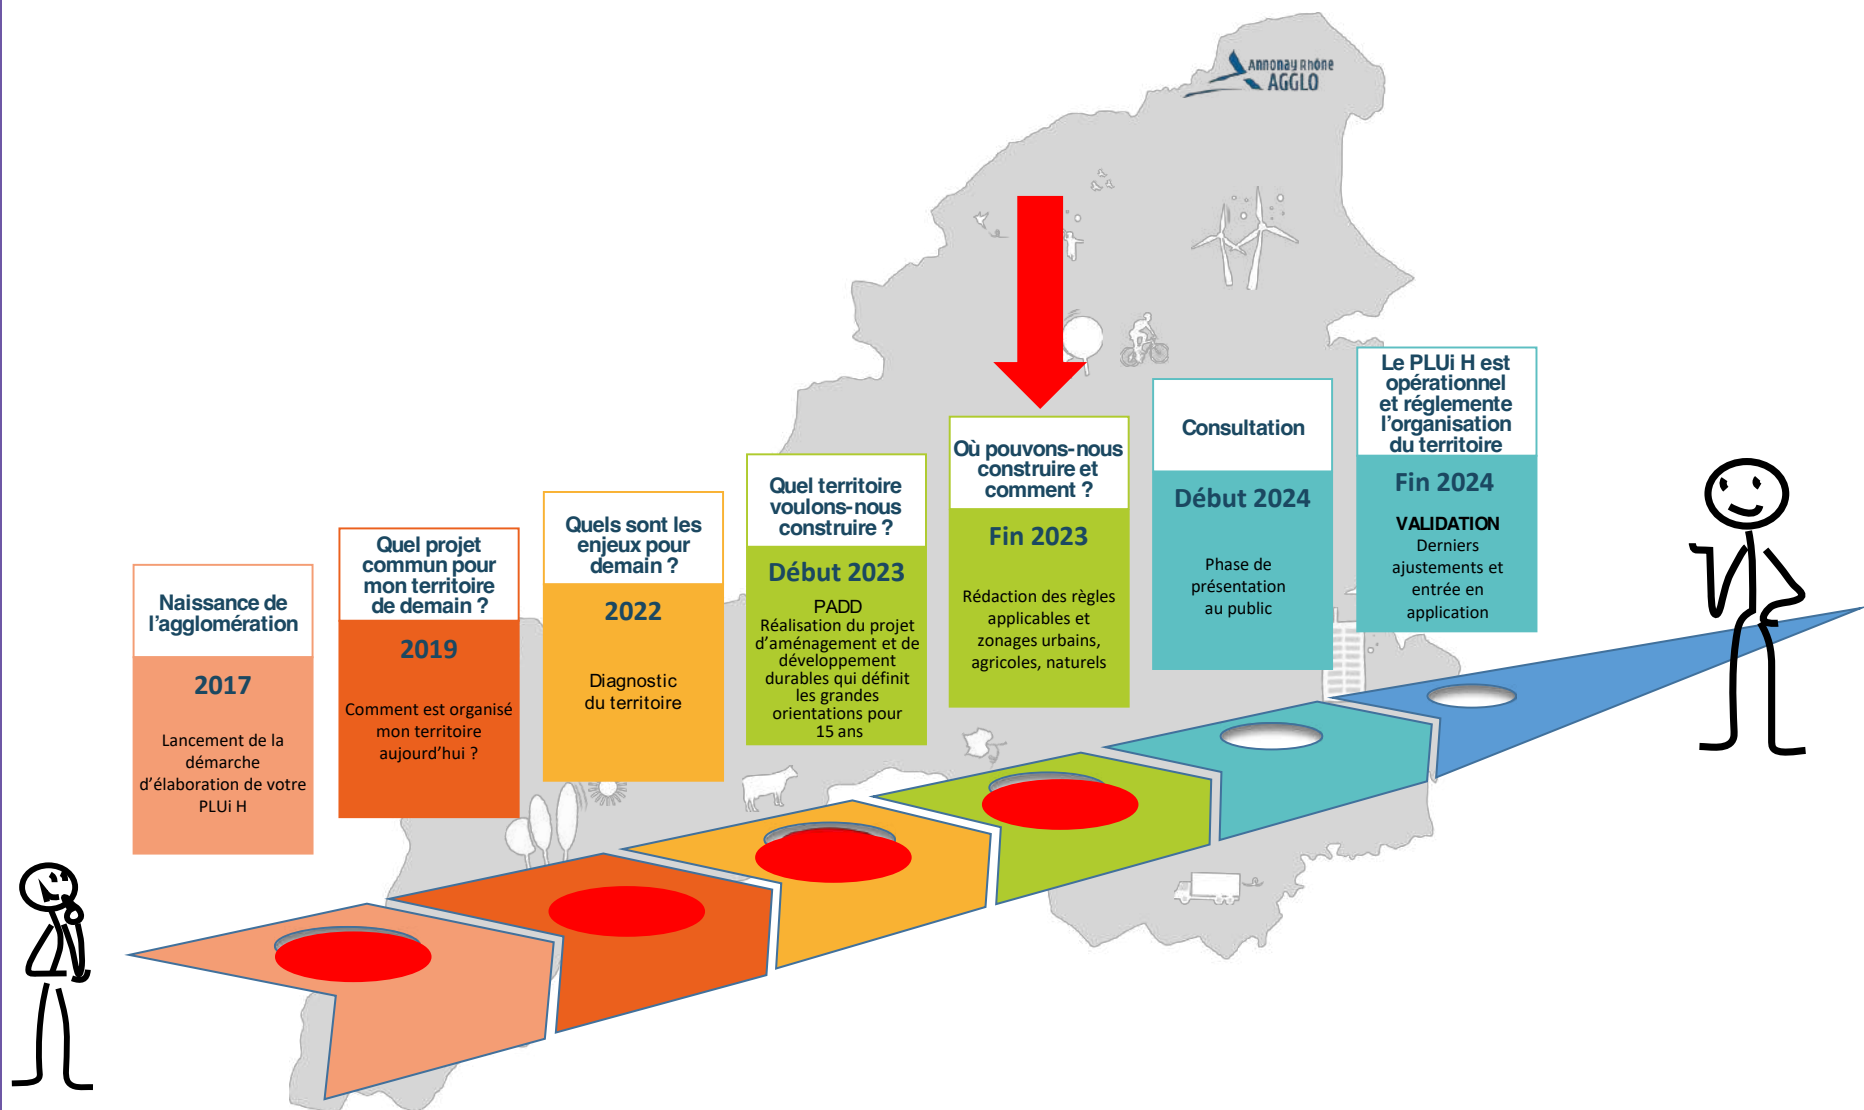 Annonay Rhône
AGGLO
Naissance de
l'agglomération
2017
Lancement de la
démarche
d'élaboration de votre
PLUi H
Quel projet
commun pour
mon territoire
de demain ?
2019
Comment est organisé
mon territoire
aujourd'hui ?
Quels sont les
enjeux pour
demain ?
2022
Diagnostic
du territoire
Quel territoire
voulons-nous
construire ?
Début 2023
PADD
Réalisation du projet
d'aménagement et de
développement
durables qui définit
les grandes
orientations pour
15 ans
Où pouvons-nous
construire et
comment ?
Fin 2023
Rédaction des règles
applicables et
zonages urbains,
agricoles, naturels
Consultation
Début 2024
Phase de
présentation
au public
Le PLUi H est
opérationnel
et réglemente
l'organisation
du territoire
Fin 2024
VALIDATION
Derniers
ajustements et
entrée en
application